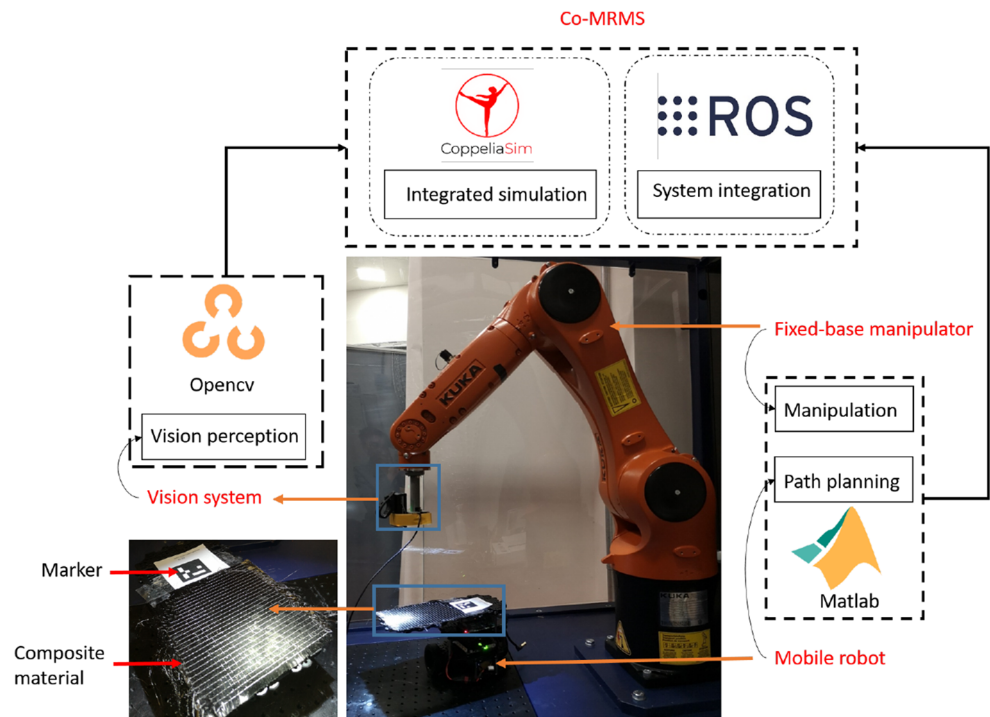 Co-MRMS
CoppeliaSim
ROS
Integrated simulation
System integration
Opencv
Vision perception
Vision system
Fixed-base manipulator
Manipulation
Path planning
Matlab
Mobile robot
KUKA
KUKA
Marker
Composite
material